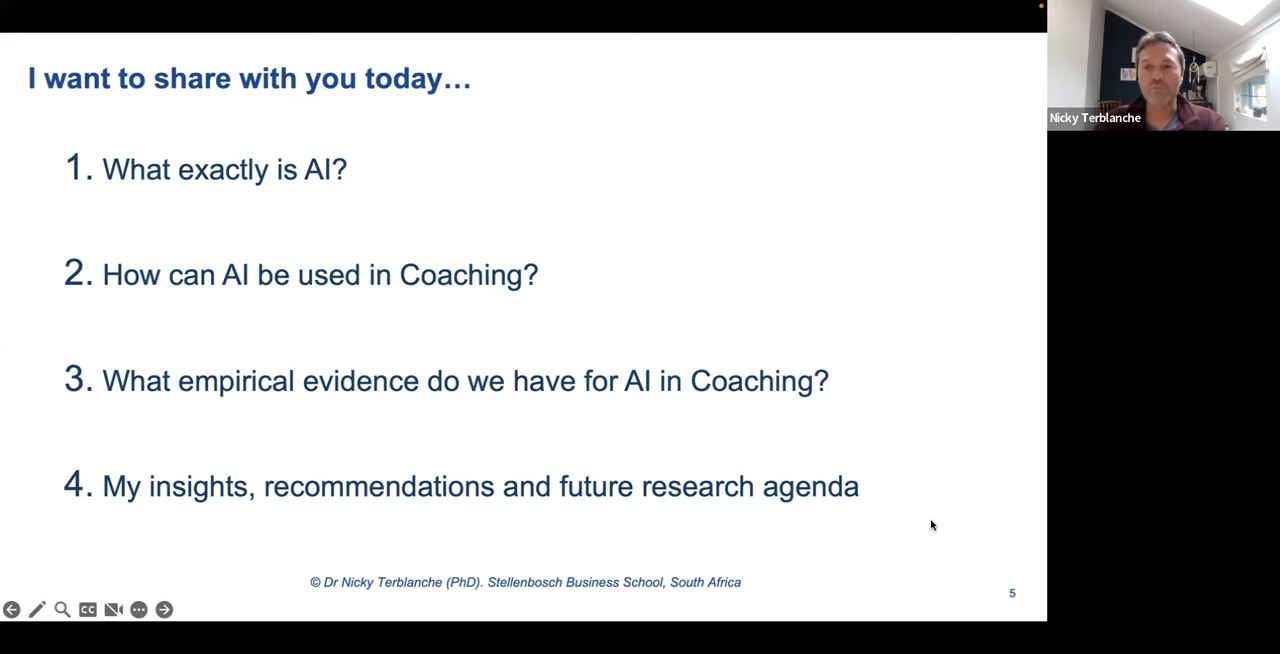 I want to share with you today…
1. What exactly is AI?
2. How can AI be used in Coaching?
3. What empirical evidence do we have for AI in Coaching?
4. My insights, recommendations and future research agenda
© Dr Nicky Terblanche (PhD). Stellenbosch Business School, South Africa
5
CC
Nicky Terblanche